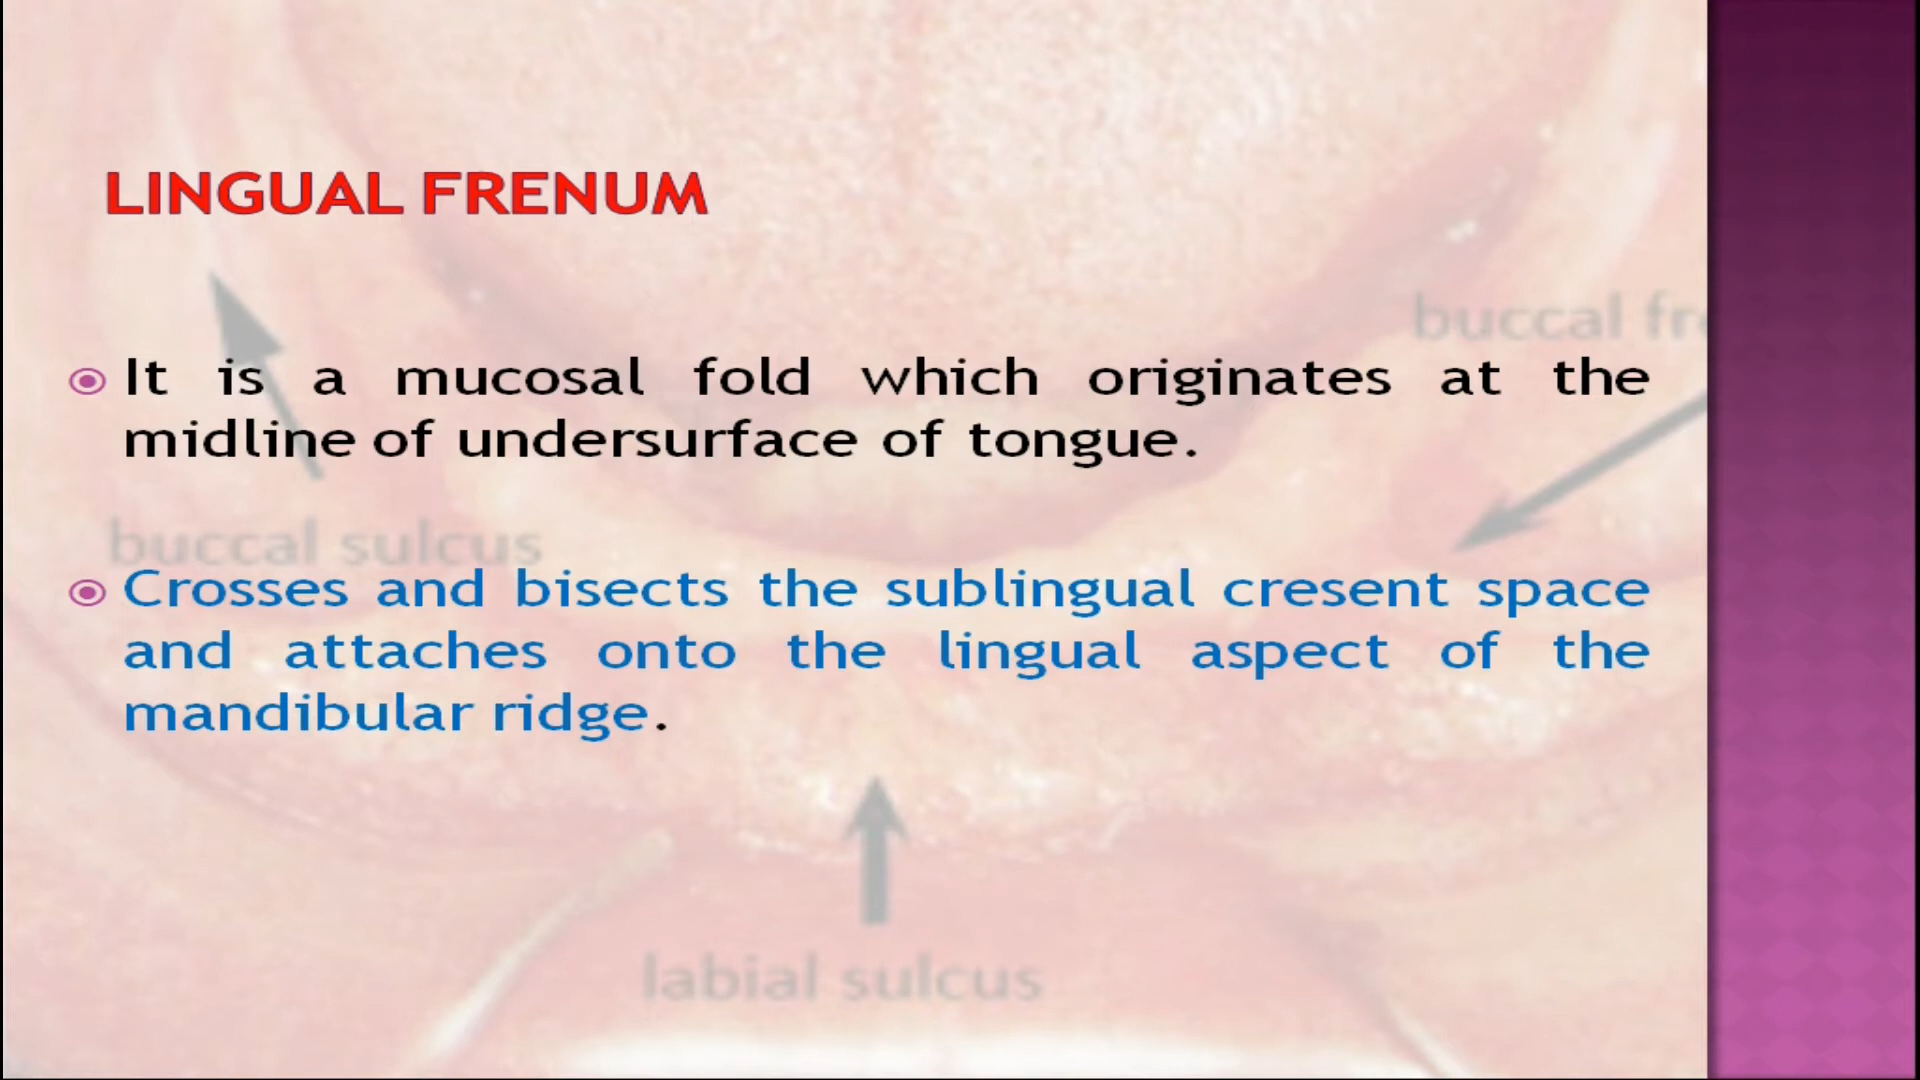 LINGUAL FRENUM
buccal
It is a mucosal fold which originates at the
midline of undersurface of tongue.
buccal sulcus
Crosses and bisects the sublingual cresent space
and attaches onto the lingual aspect of the
mandibular ridge.
labial sulcus